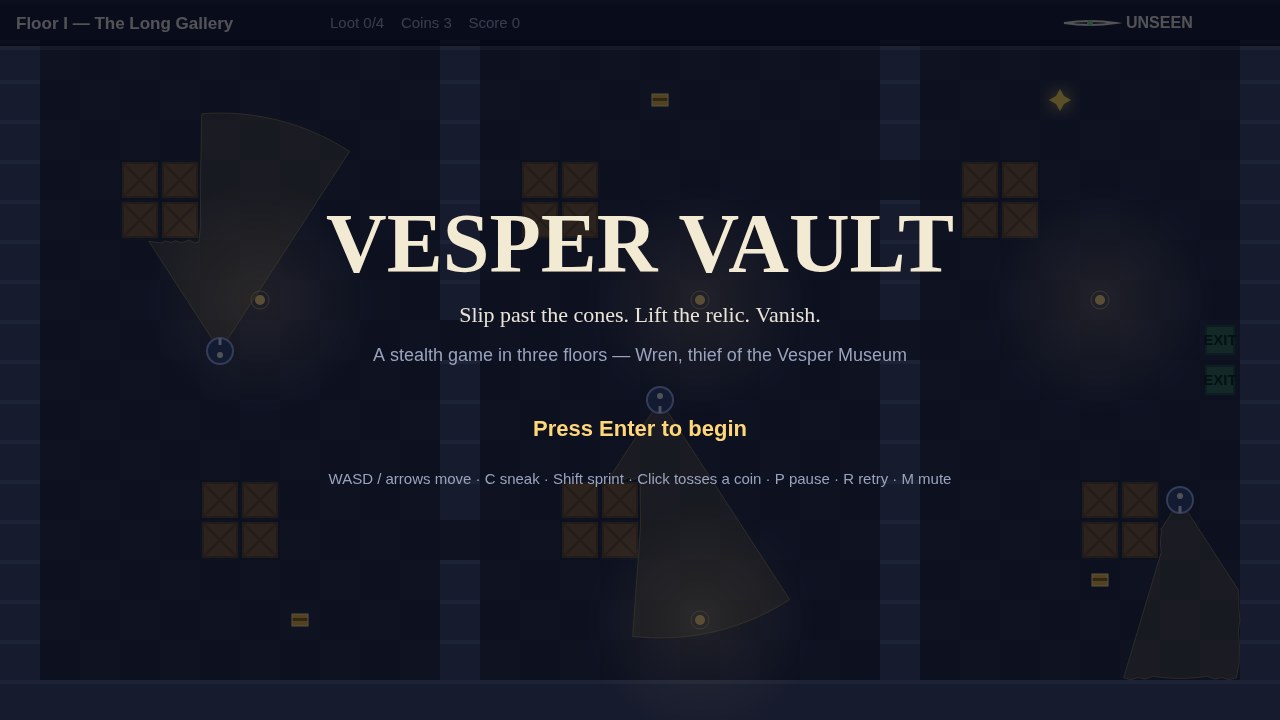 Floor I — The Long Gallery Loot 0/4 Coins 3 Score 0 UNSEEN
VESPER VAULT
Slip past the cones. Lift the relic. Vanish.
EXIT
A stealth game in three floors — Wren, thief of the Vesper Museum
EXIT
Press Enter to begin
WASD / arrows move · C sneak · Shift sprint · Click tosses a coin · P pause · R retry · M mute